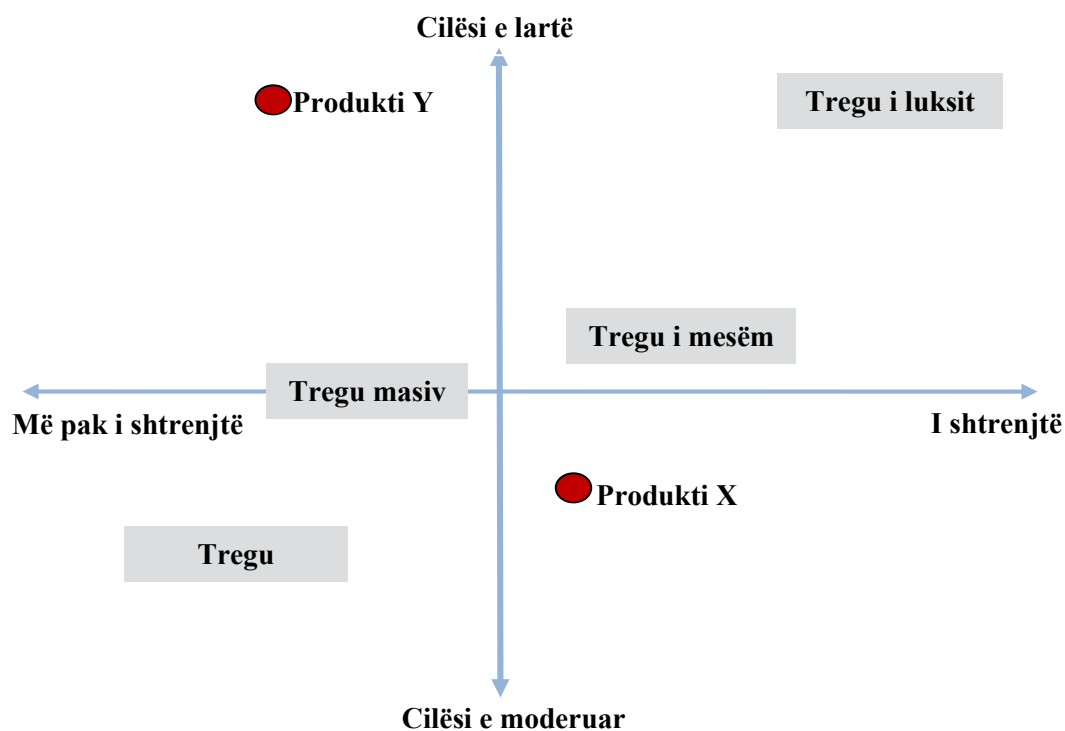 Cilësi e lartë
Produkti Y
Tregu i luksit
Tregu i mesëm
Tregu masiv
Më pak i shtrenjtë
I shtrenjtë
Produkti X
Tregu
Cilësi e moderuar